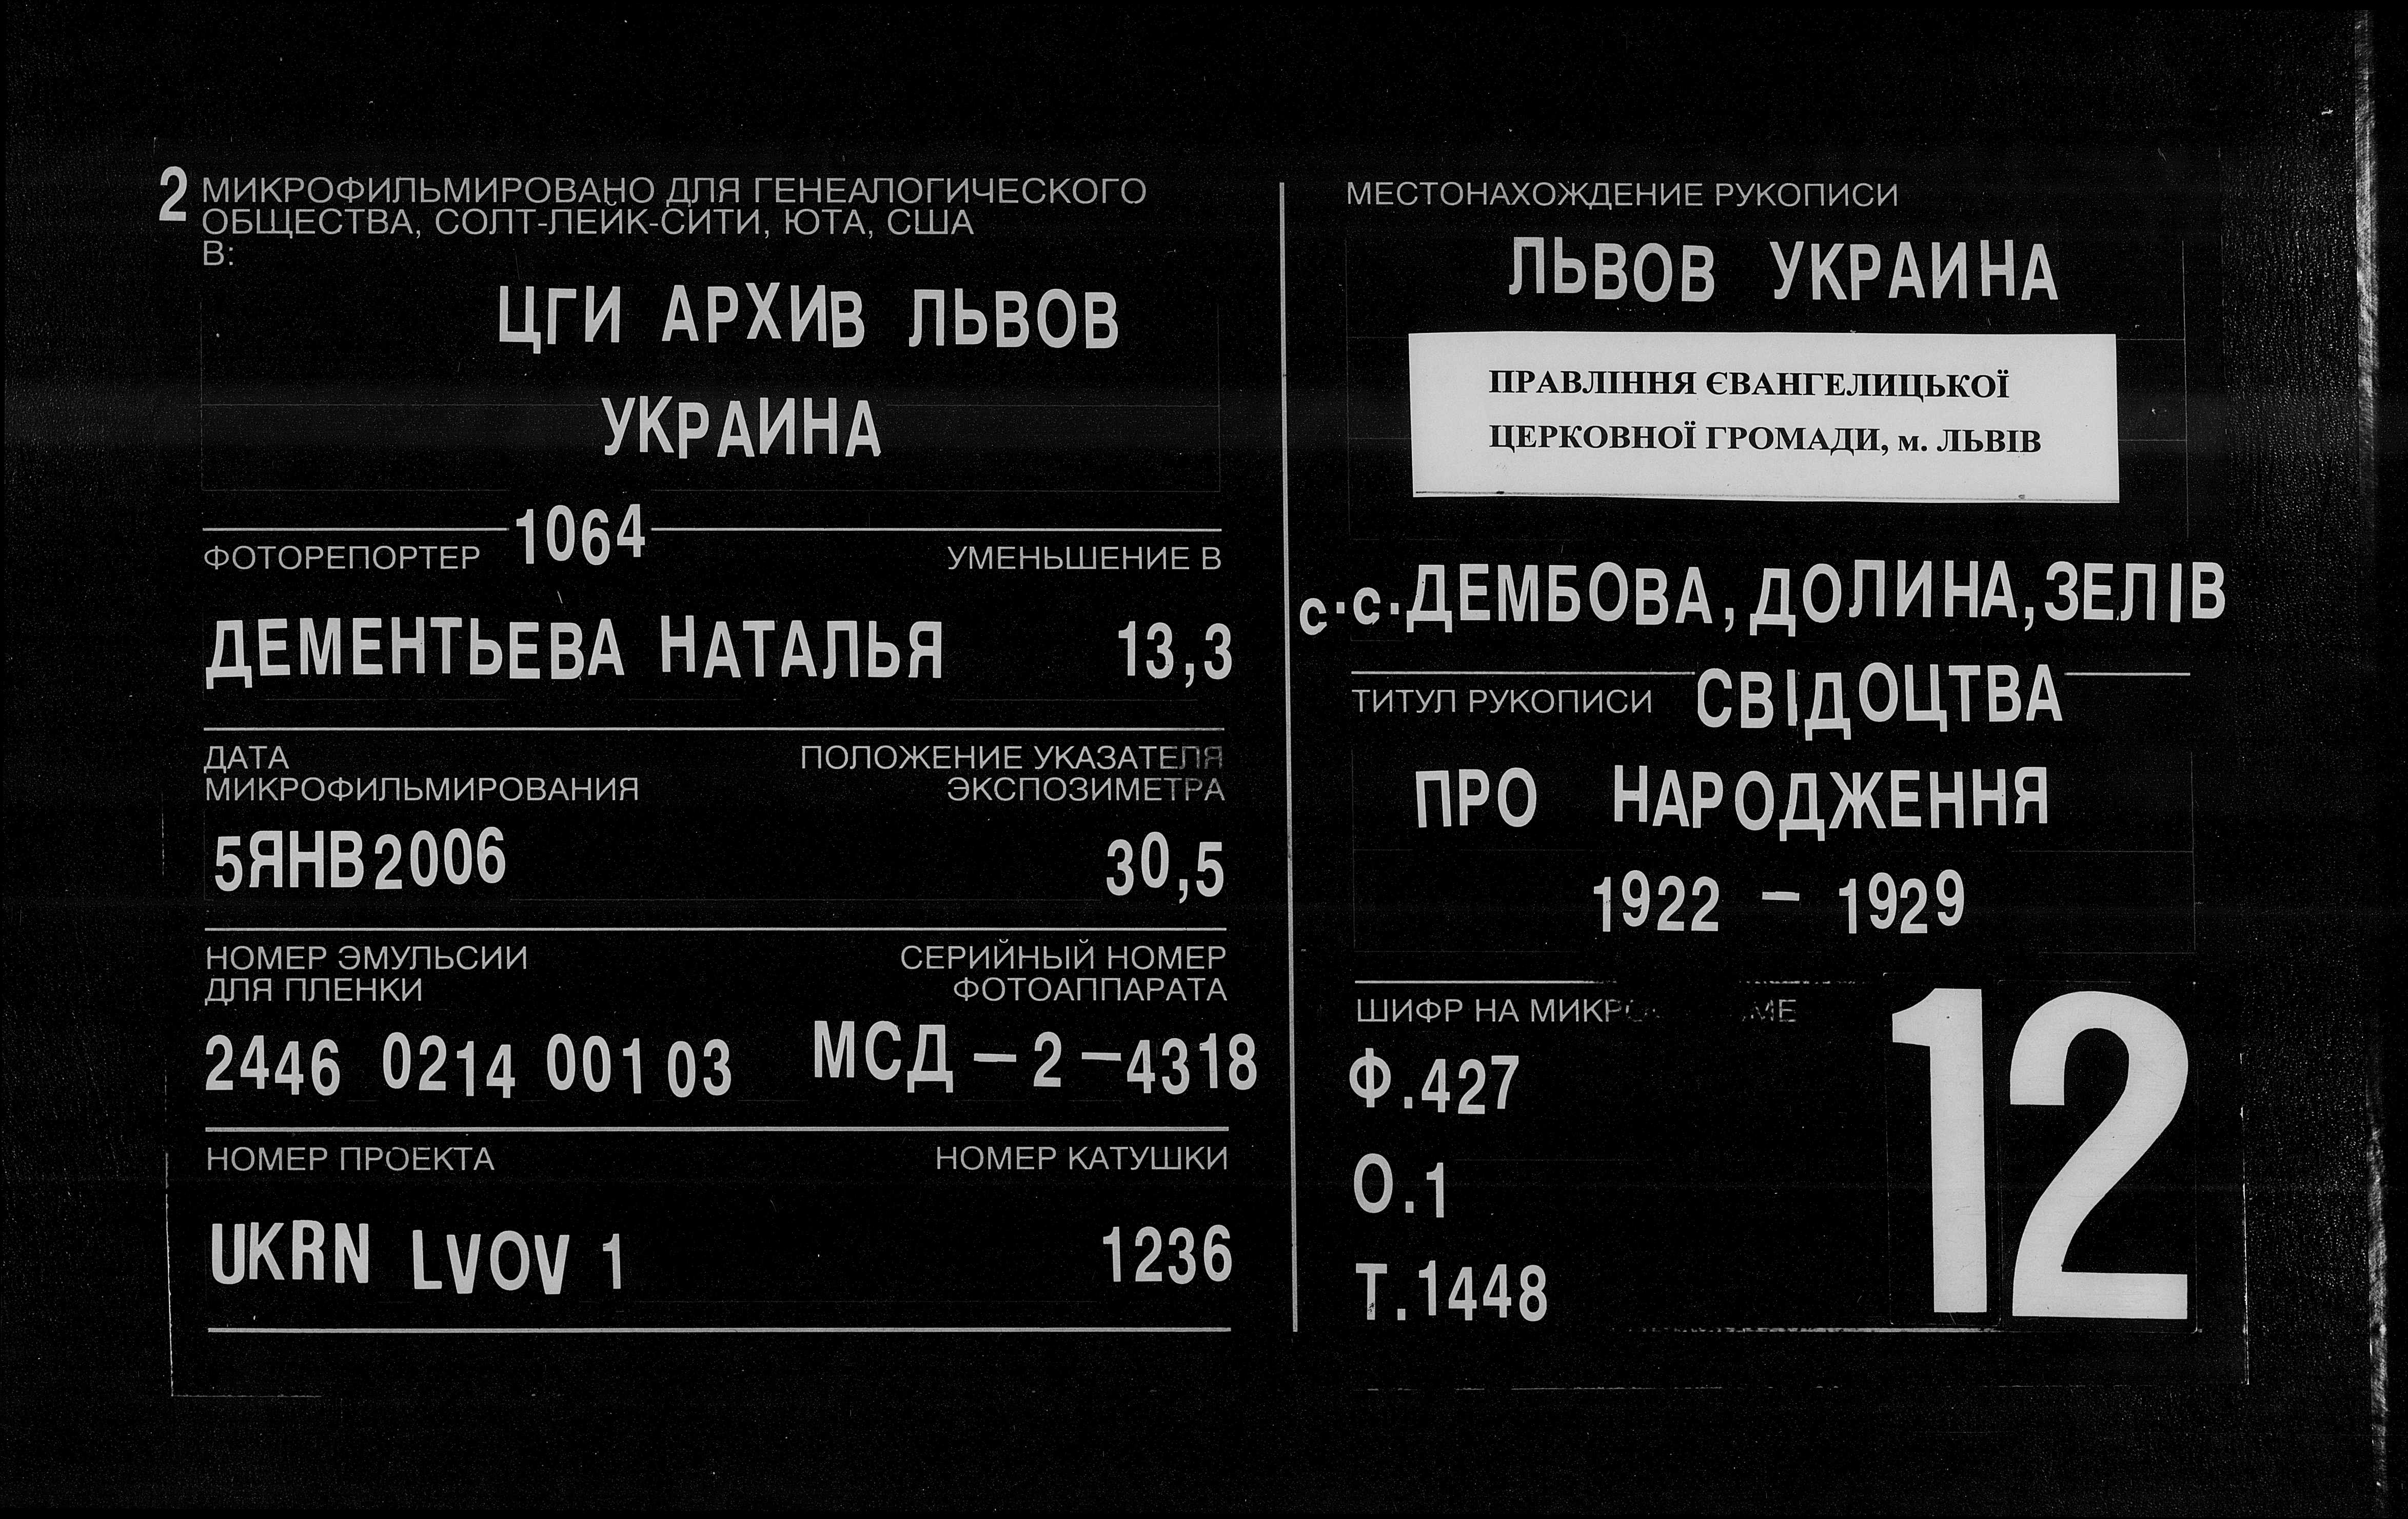 2 МИКРОФИЛЬМИРОВАНО ДЛЯ ГЕНЕАЛОГИЧЕСКОГО
ОБЩЕСТВА, СОЛТ-ЛЕЙК-СИТИ, ЮТА, США
В:
ЦГИ АРХИВ ЛЬВОВ
УКРАИНА
ФОТОРЕПОРТЕР 1064 УМЕНЬШЕНИЕ В
ДЕМЕНТЬЕВА НАТАЛЬЯ 13,3
ДАТА ПОЛОЖЕНИЕ УКАЗАТЕЛЯ
МИКРОФИЛЬМИРОВАНИЯ ЭКСПОЗИМЕТРА
5ЯНВ2006 30,5
НОМЕР ЭМУЛЬСИИ СЕРИЙНЫЙ НОМЕР
ДЛЯ ПЛЕНКИ ФОТОАППАРАТА
2446 0214 001 03 МСД – 2 – 4318
НОМЕР ПРОЕКТА НОМЕР КАТУШКИ
UKRN LVOV 1 1236
МЕСТОНАХОЖДЕНИЕ РУКОПИСИ
ЛЬВОВ УКРАИНА
ПРАВЛІННЯ ЄВАНГЕЛИЦЬКОЇ
ЦЕРКОВНОЇ ГРОМАДИ, м. ЛЬВІВ
с.с.ДЕМБОВА, ДОЛИНА, ЗЕЛІВ
ТИТУЛ РУКОПИСИ СВІДОЦТВА
ПРО НАРОДЖЕННЯ
1922 – 1929
ШИФР НА
Ф.427
О.1
Т.1448
12